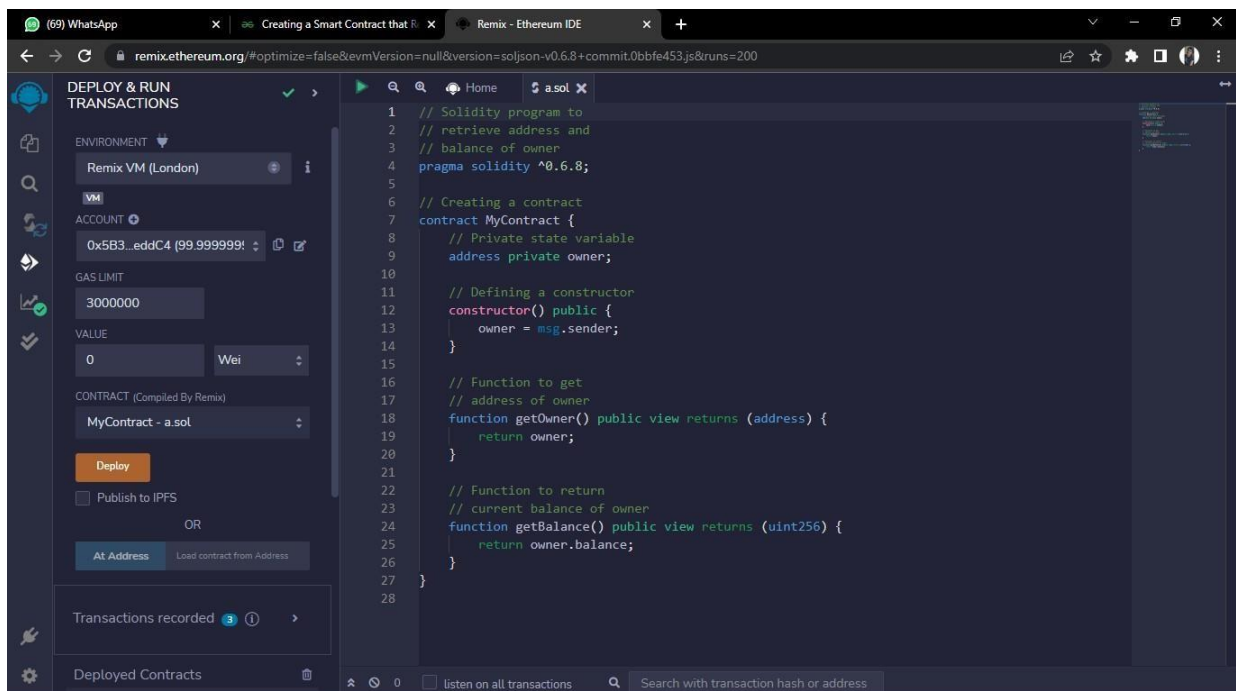 (69) WhatsApp
Creating a Smart Contract that R
Remix - Ethereum IDE
remix.ethereum.org/#optimize=false&evmVersion=null&version=soljson-v0.6.8+commit.0bbfe453.js&runs=200
DEPLOY & RUN
TRANSACTIONS
ENVIRONMENT
Remix VM (London)
VM
ACCOUNT
0x5B3...eddC4 (99.9999999
GAS LIMIT
3000000
VALUE
0
Wei
CONTRACT (Compiled By Remix)
MyContract - a.sol
Deploy
Publish to IPFS
OR
At Address
Load contract from Address
Transactions recorded 3
Deployed Contracts
Home
a.sol
1 // Solidity program to
2 // retrieve address and
3 // balance of owner
4 pragma solidity ^0.6.8;
5
6 // Creating a contract
7 contract MyContract {
8 // Private state variable
9 address private owner;
10
11 // Defining a constructor
12 constructor() public {
13 owner = msg.sender;
14 }
15
16 // Function to get
17 // address of owner
18 function getOwner() public view returns (address) {
19 return owner;
20 }
21
22 // Function to return
23 // current balance of owner
24 function getBalance() public view returns (uint256) {
25 return owner.balance;
26 }
27 }
28
0
listen on all transactions
Search with transaction hash or address